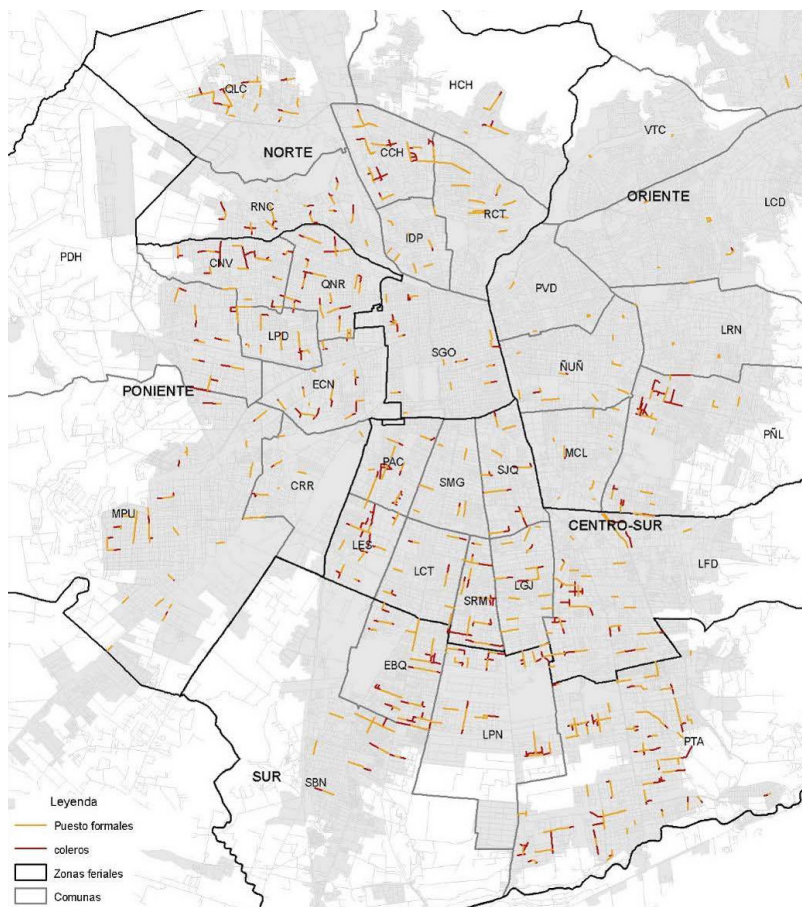 QLC
HCH
VTC
NORTE
CCH
ORIENTE
LCD
RNC
RCT
IDP
PDH
CNV
QNR
PVD
LPD
SGO
LRN
ÑUÑ
PONIENTE
ECN
PÑL
PAC
MCL
SJQ
SMG
CRR
MPU
CENTRO-SUR
LES
LCT
LFD
LGJ
SRM
EBQ
LPN
PTA
SUR
SBN
Leyenda
Puesto formales
coleros
Zonas feriales
Comunas